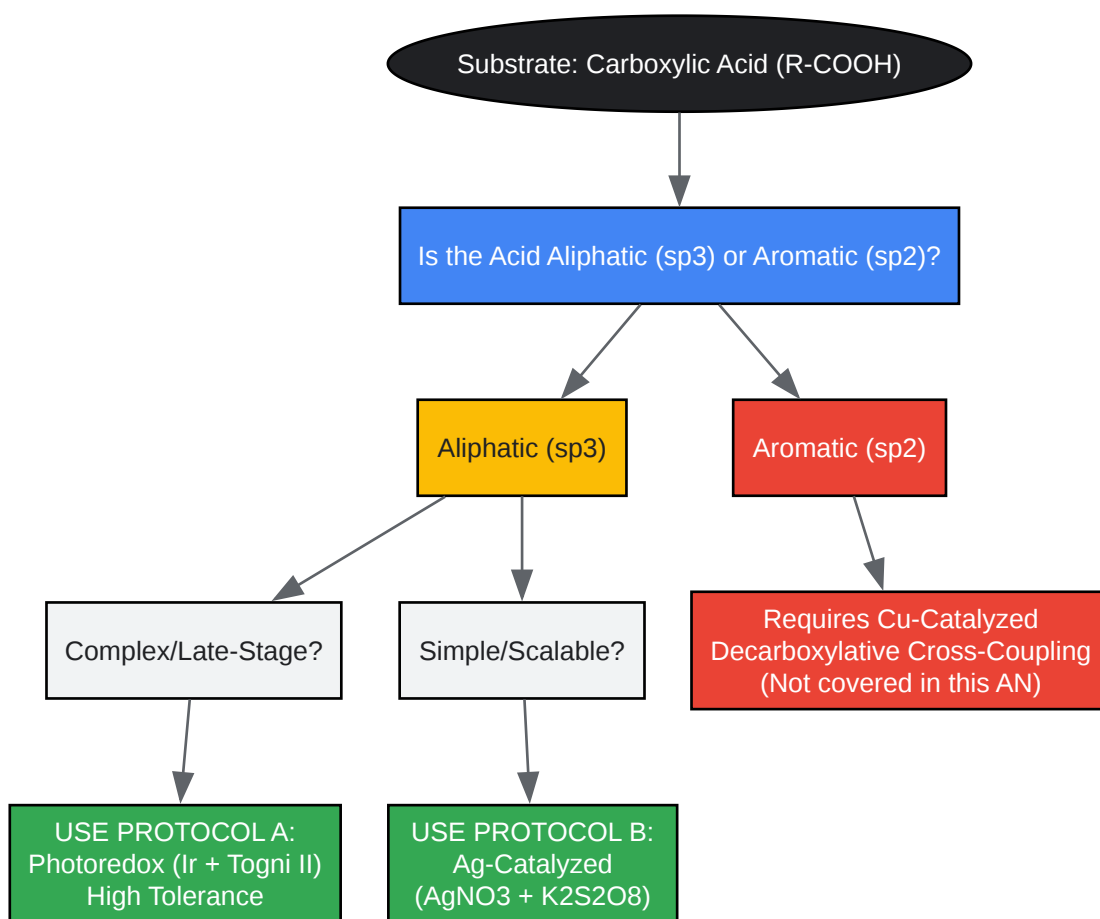 Substrate: Carboxylic Acid (R-COOH)
Is the Acid Aliphatic (sp3) or Aromatic (sp2)?
Aliphatic (sp3)
Aromatic (sp2)
Complex/Late-Stage?
Simple/Scalable?
Requires Cu-Catalyzed
Decarboxylative Cross-Coupling
(Not covered in this AN)
USE PROTOCOL A:
Photoredox (Ir + Togni II)
High Tolerance
USE PROTOCOL B:
Ag-Catalyzed
(AgNO3 + K2S2O8)